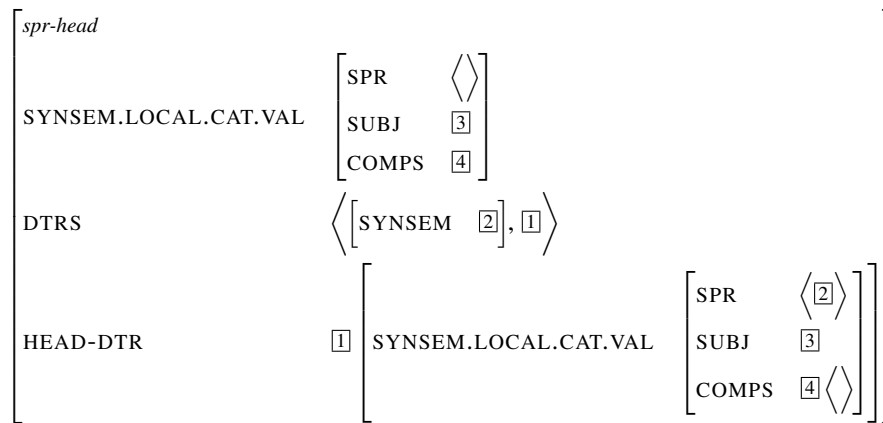 spr-head
SPR ⟨⟩
SYNSEM.LOCAL.CAT.VAL SUBJ 3
COMPS 4
DTRS ⟨[SYNSEM 2], 1⟩
SPR ⟨2⟩
HEAD-DTR 1 SYNSEM.LOCAL.CAT.VAL SUBJ 3
COMPS 4 ⟨⟩